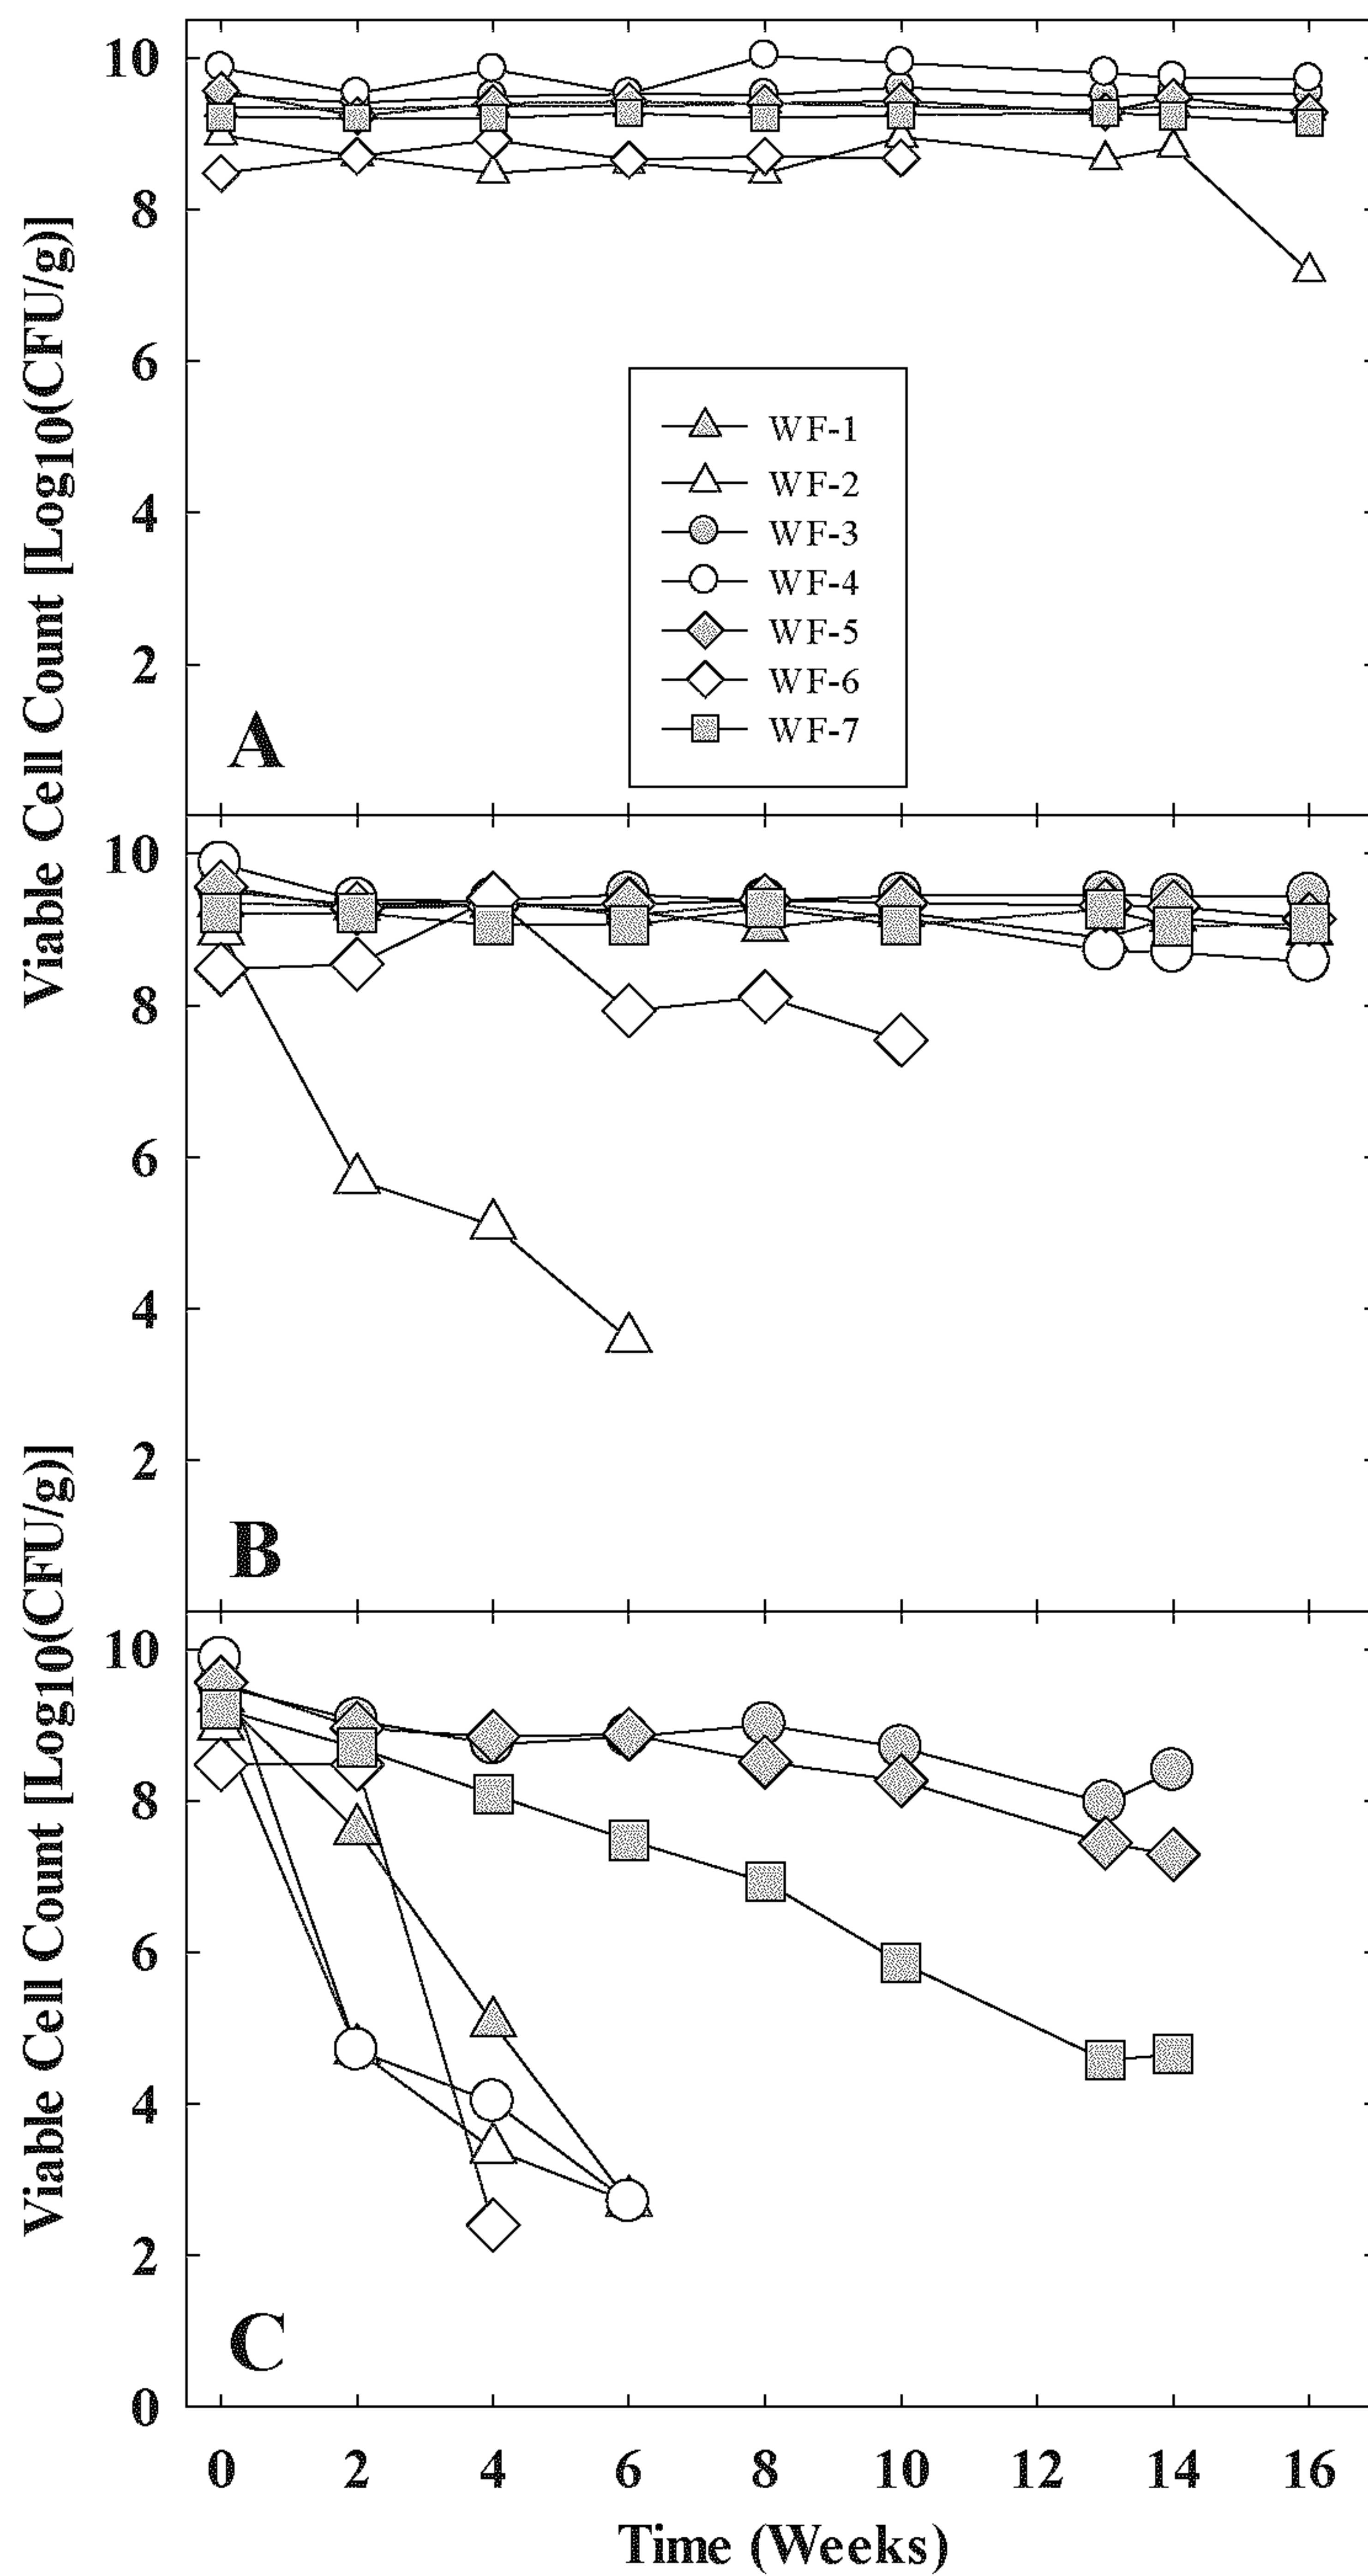 Viable Cell Count [Log10(CFU/g)]
10
8
6
4
2
WF-1
WF-2
WF-3
WF-4
WF-5
WF-6
WF-7
A
10
8
6
4
2
B
Viable Cell Count [Log10(CFU/g)]
10
8
6
4
2
0
C
0 2 4 6 8 10 12 14 16
Time (Weeks)